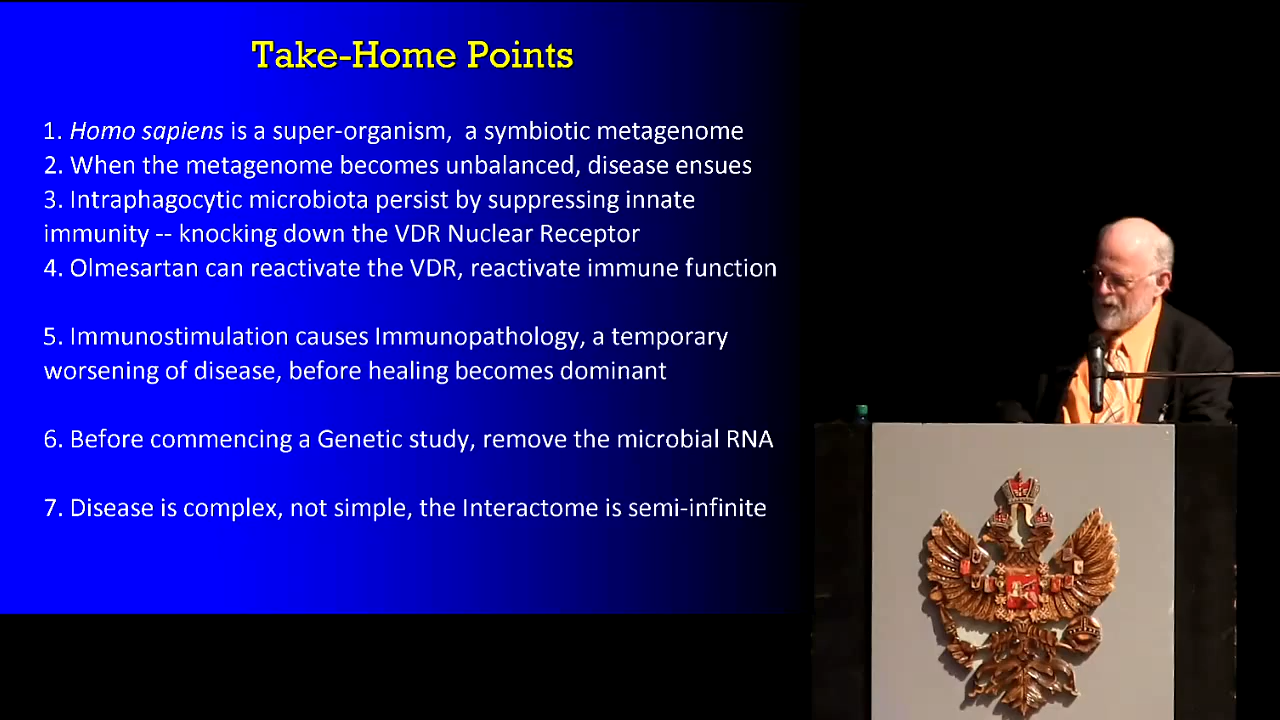 Take-Home Points
1. Homo sapiens is a super-organism,  a symbiotic metagenome
2. When the metagenome becomes unbalanced, disease ensues
3. Intraphagocytic microbiota persist by suppressing innate
immunity -- knocking down the VDR Nuclear Receptor
4. Olmesartan can reactivate the VDR, reactivate immune function
5. Immunostimulation causes Immunopathology, a temporary
worsening of disease, before healing becomes dominant
6. Before commencing a Genetic study, remove the microbial RNA
7. Disease is complex, not simple, the Interactome is semi-infinite